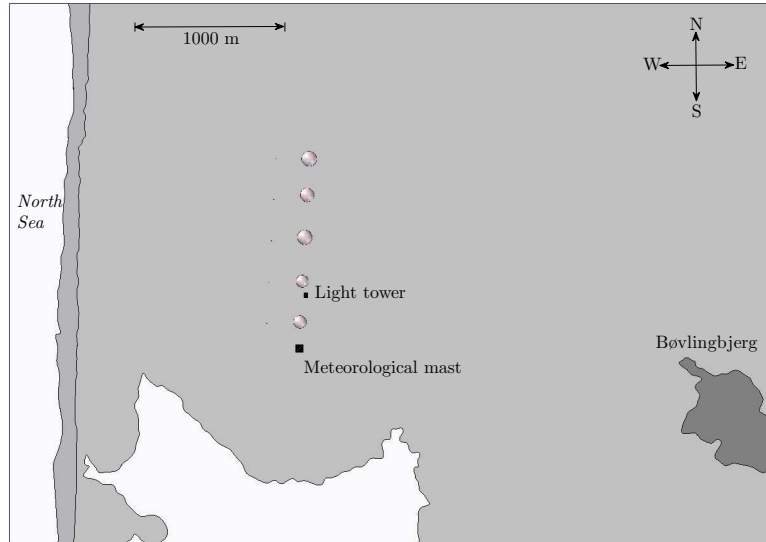 1000 m
N
W
E
S
North
Sea
Light tower
Bøvlingbjerg
Meteorological mast